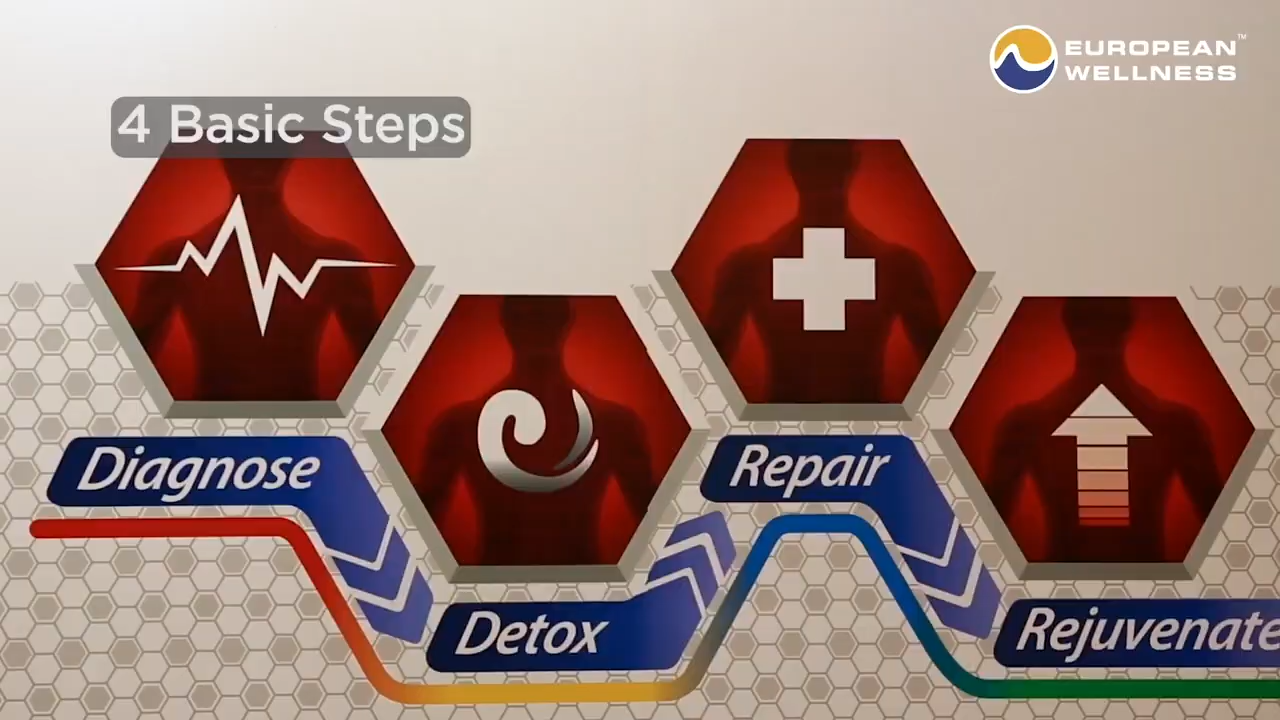 EUROPEAN™
WELLNESS
4 Basic Steps
Diagnose
Detox
Repair
Rejuvenate